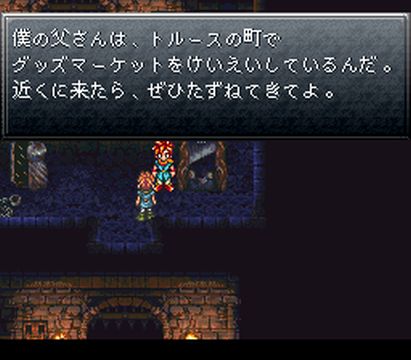 僕の父さんは、トルースの町で
グッズマーケットをけいえいしているんだ。
近くに来たら、ぜひたずねてきてよ。